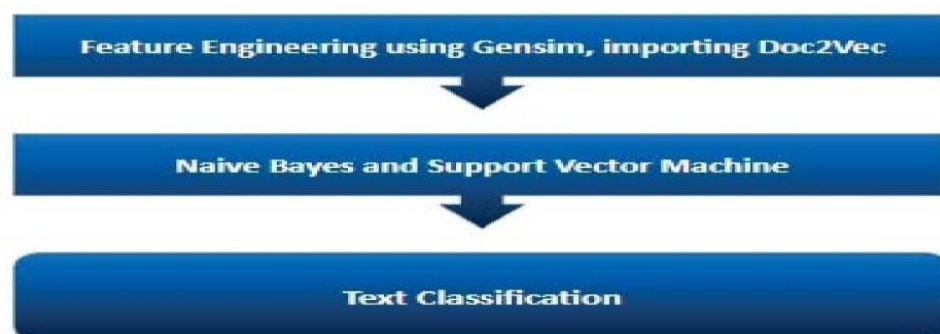 Feature Engineering using Gensim, importing Doc2Vec
Naive Bayes and Support Vector Machine
Text Classification